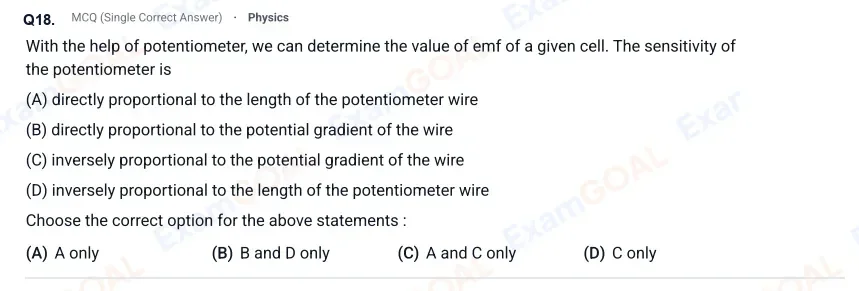 Q18. MCQ (Single Correct Answer) · Physics
With the help of potentiometer, we can determine the value of emf of a given cell. The sensitivity of
the potentiometer is
(A) directly proportional to the length of the potentiometer wire
(B) directly proportional to the potential gradient of the wire
(C) inversely proportional to the potential gradient of the wire
(D) inversely proportional to the length of the potentiometer wire
Choose the correct option for the above statements :
(A) A only (B) B and D only (C) A and C only (D) C only